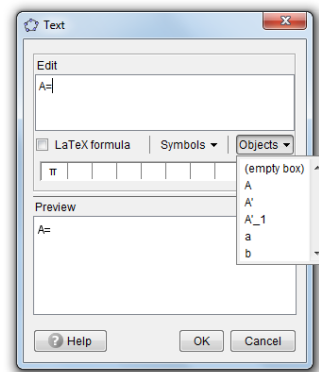 Text
Edit
A=
LaTeX formula Symbols Objects
π
(empty box)
A
A'
A'_1
a
b
Preview
A=
Help OK Cancel